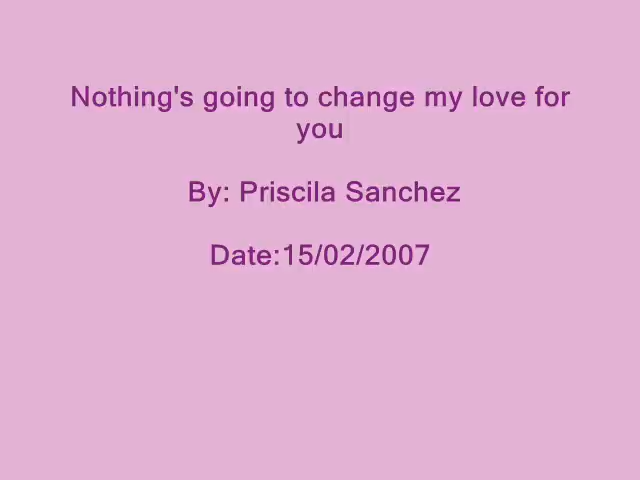 Nothing's going to change my love for
you
By: Priscila Sanchez
Date:15/02/2007